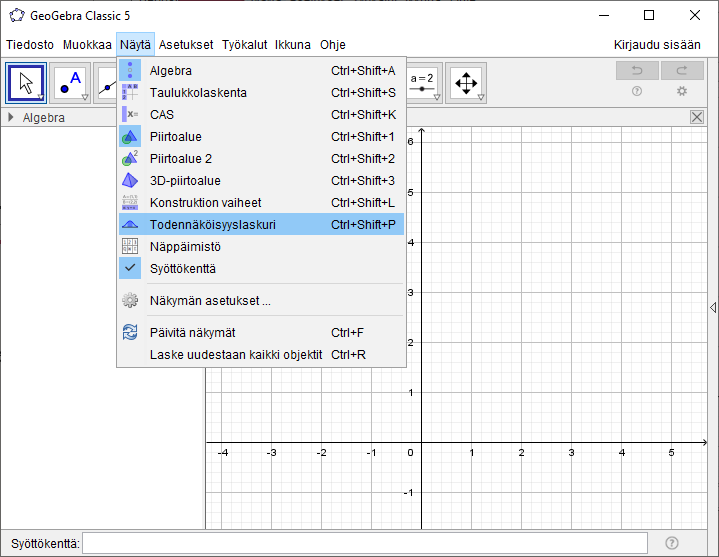 GeoGebra Classic 5
Tiedosto Muokkaa Näytä Asetukset Työkalut Ikkuna Ohje Kirjaudu sisään
A a = 2
Algebra
Algebra Ctrl+Shift+A
Taulukkolaskenta Ctrl+Shift+S
CAS Ctrl+Shift+K
Piirtoalue Ctrl+Shift+1
Piirtoalue 2 Ctrl+Shift+2
3D-piirtoalue Ctrl+Shift+3
Konstruktion vaiheet Ctrl+Shift+L
Todennäköisyyslaskuri Ctrl+Shift+P
Näppäimistö
Syöttökenttä
Näkymän asetukset ...
Päivitä näkymät Ctrl+F
Laske uudestaan kaikki objektit Ctrl+R
6
5
4
3
2
1
-4 -3 -2 -1 0 1 2 3 4 5
-1
Syöttökenttä: